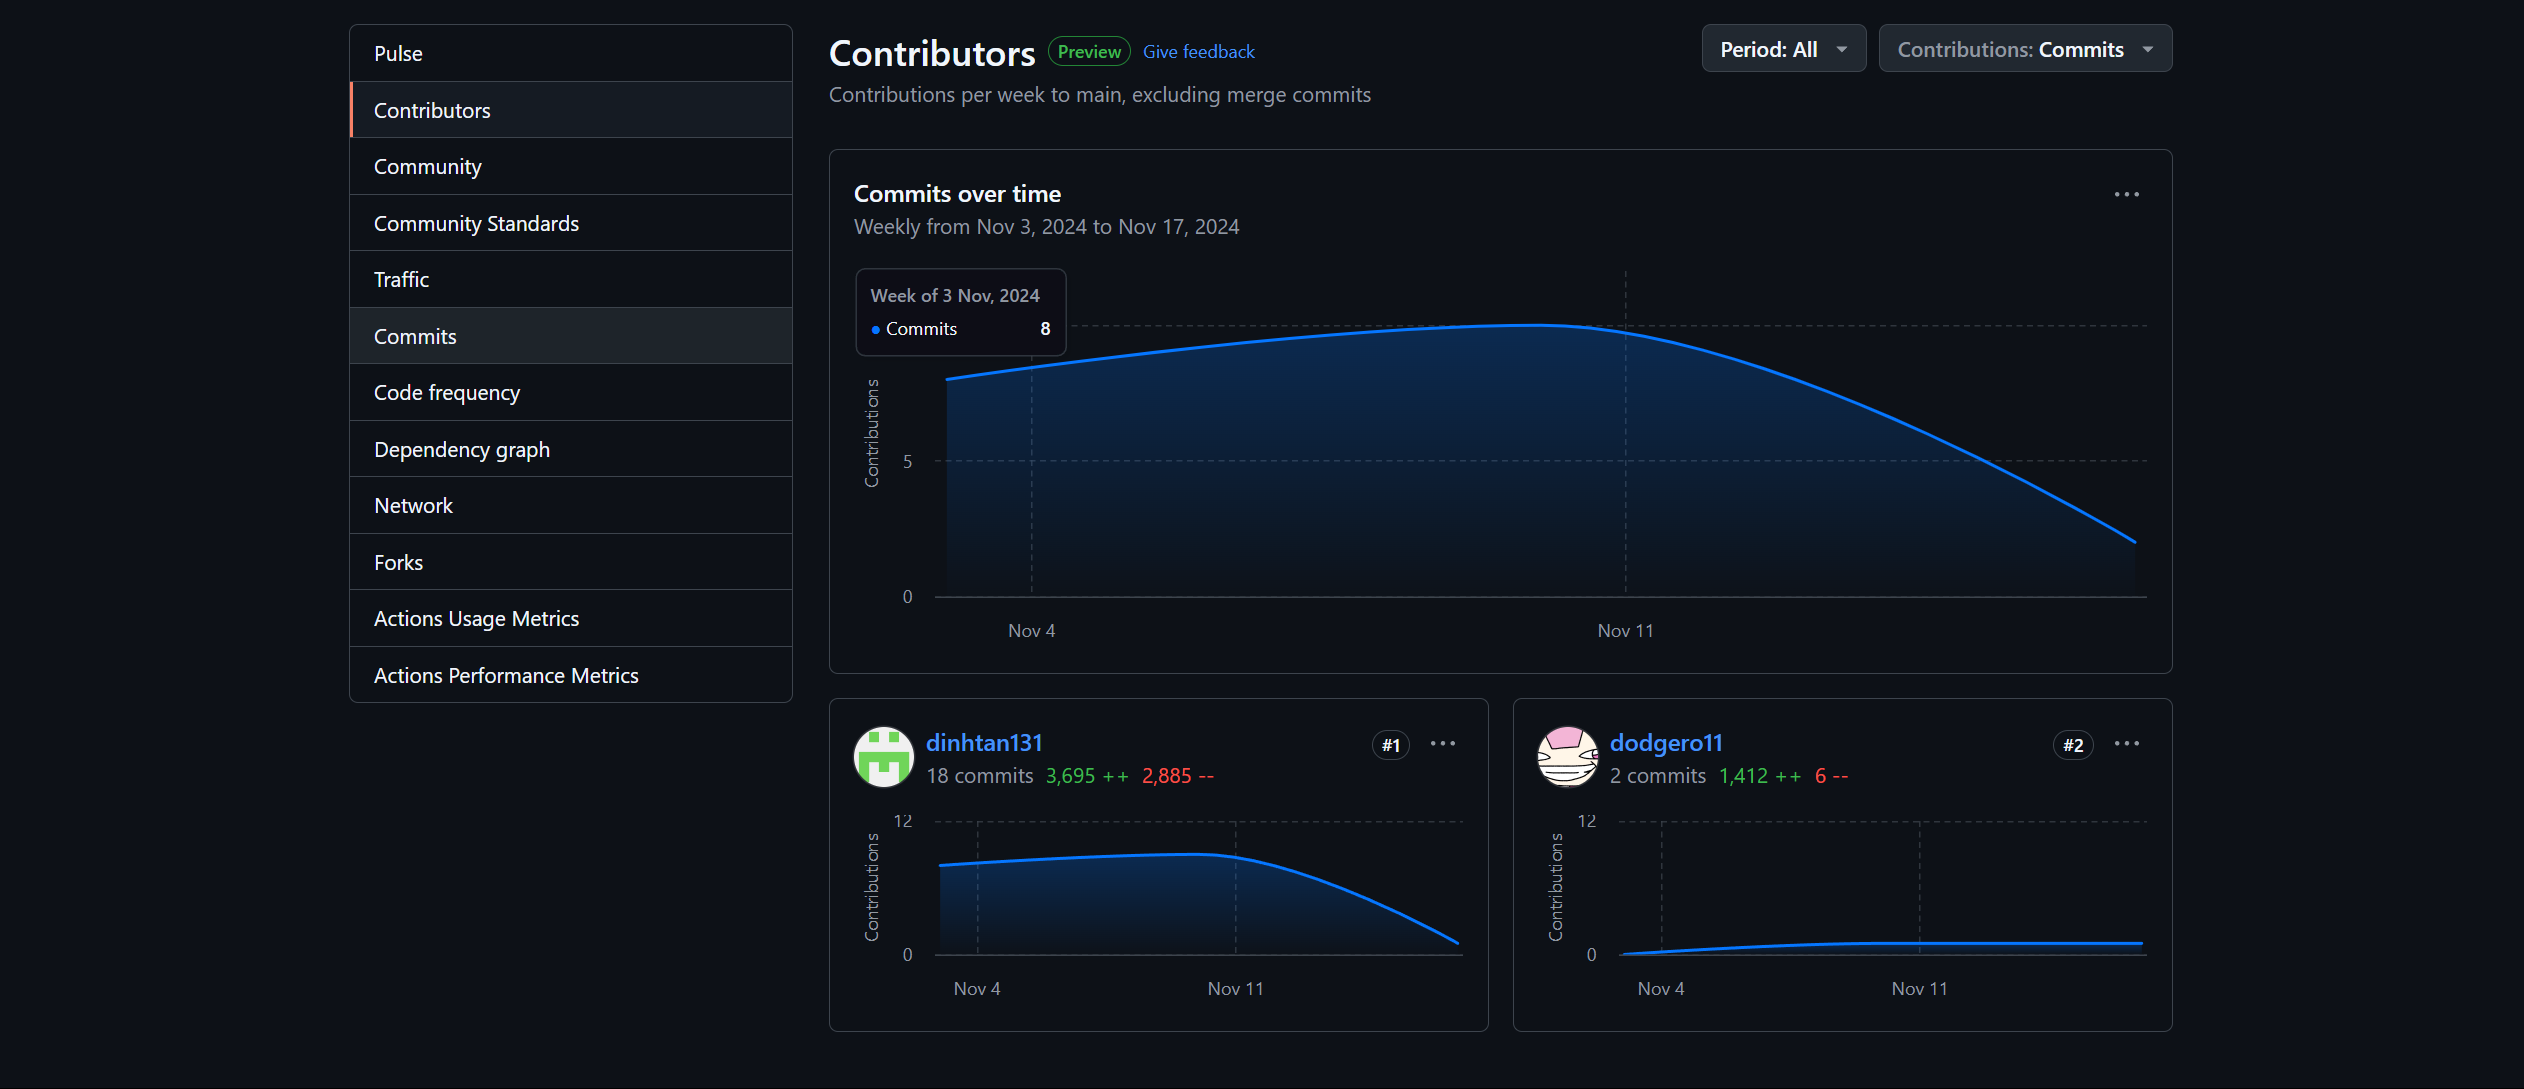 Pulse
Contributors
Community
Community Standards
Traffic
Commits
Code frequency
Dependency graph
Network
Forks
Actions Usage Metrics
Actions Performance Metrics
Contributors Preview Give feedback
Period: All
Contributions: Commits
Contributions per week to main, excluding merge commits
Commits over time
Weekly from Nov 3, 2024 to Nov 17, 2024
Week of 3 Nov, 2024
Commits 8
Contributions
5
0
Nov 4 Nov 11
dinhtan131 #1
18 commits 3,695 ++ 2,885 --
12
Contributions
0
Nov 4 Nov 11
dodgero11 #2
2 commits 1,412 ++ 6 --
12
Contributions
0
Nov 4 Nov 11